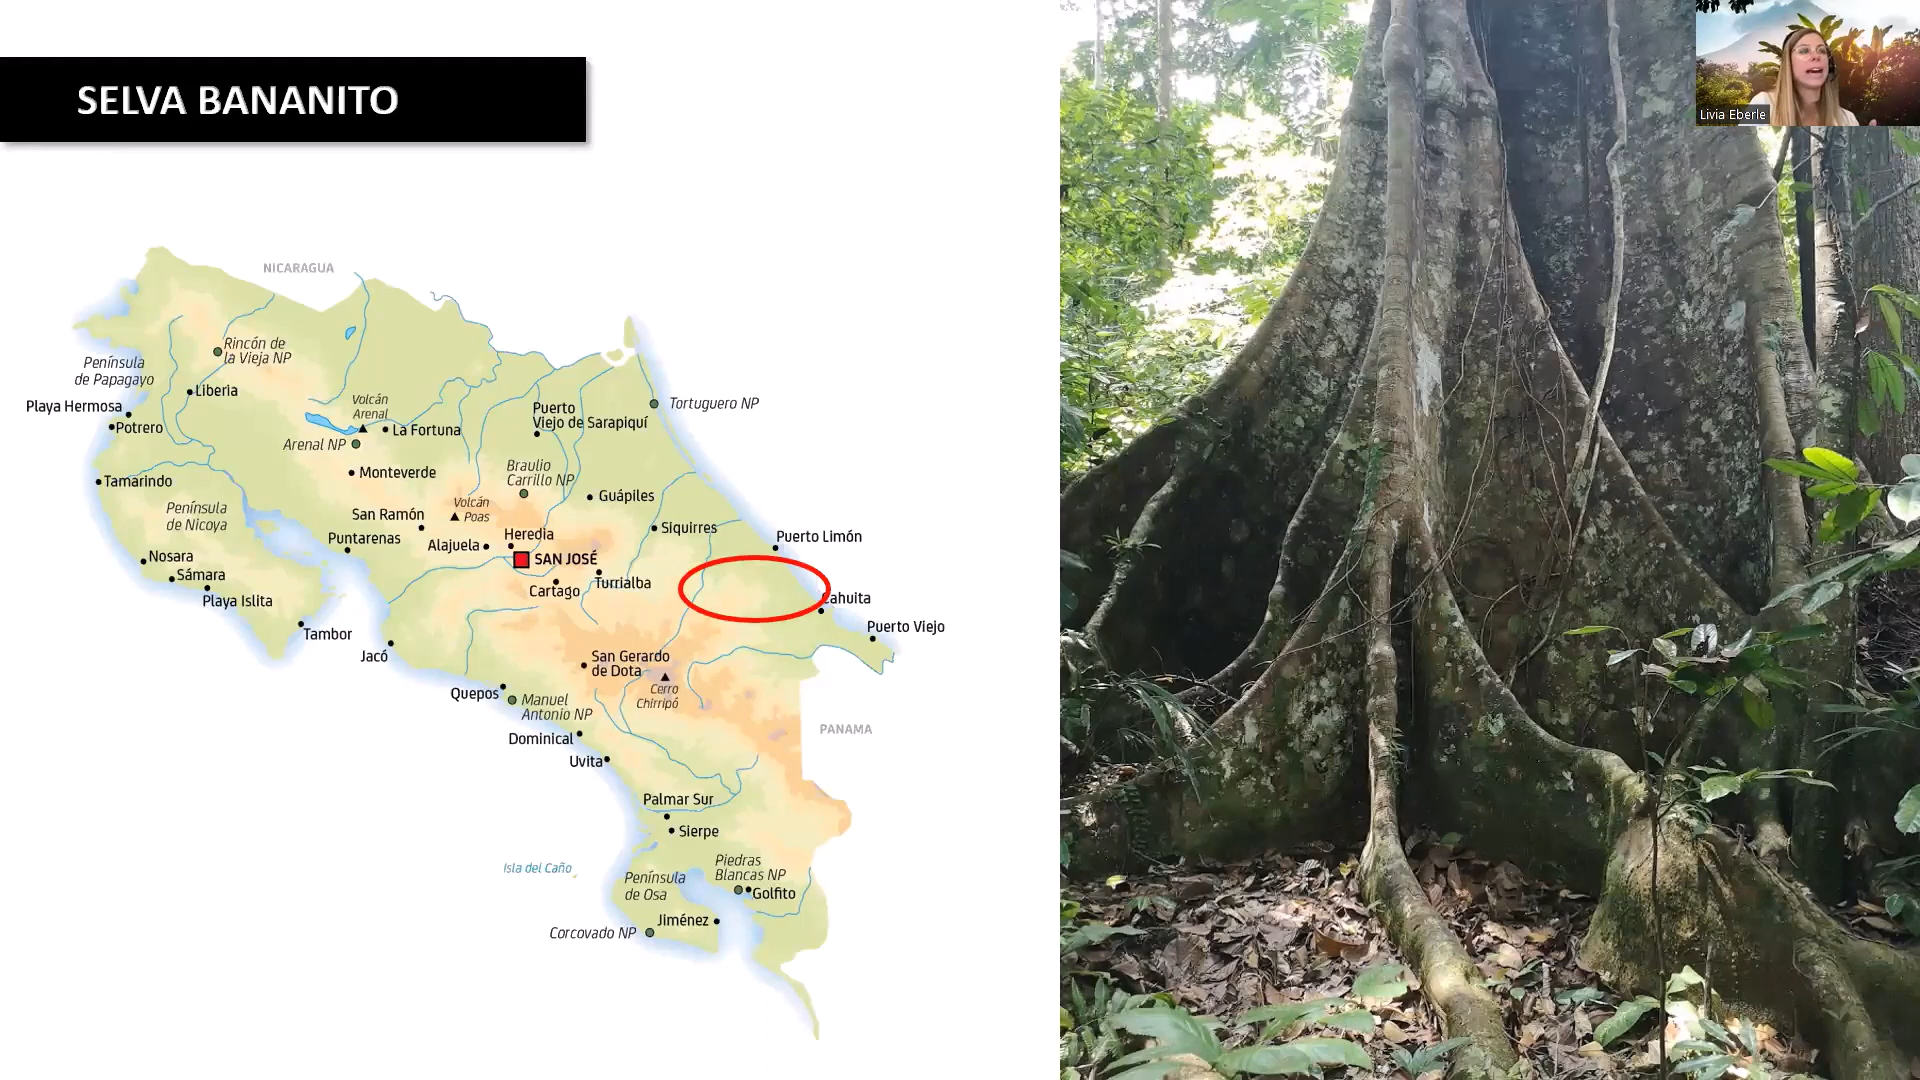 SELVA BANANITO
Livia Eberle
NICARAGUA
Rincón de
la Vieja NP
Península
de Papagayo
Liberia
Playa Hermosa
Potrero
Volcán
Arenal
La Fortuna
Arenal NP
Puerto
Viejo de Sarapiquí
Tortuguero NP
Monteverde
Braulio
Carrillo NP
Tamarindo
Península
de Nicoya
Guápiles
Volcán
Poas
San Ramón
Siquirres
Puntarenas
Alajuela
Heredia
Puerto Limón
SAN JOSÉ
Nosara
Sámara
Turrialba
Cartago
Playa Islita
Cahuita
Tambor
Puerto Viejo
Jacó
San Gerardo
de Dota
Cerro
Chirripó
Quepos
Manuel
Antonio NP
PANAMA
Dominical
Uvita
Palmar Sur
Sierpe
Isla del Caño
Piedras
Blancas NP
Península
de Osa
Golfito
Jiménez
Corcovado NP